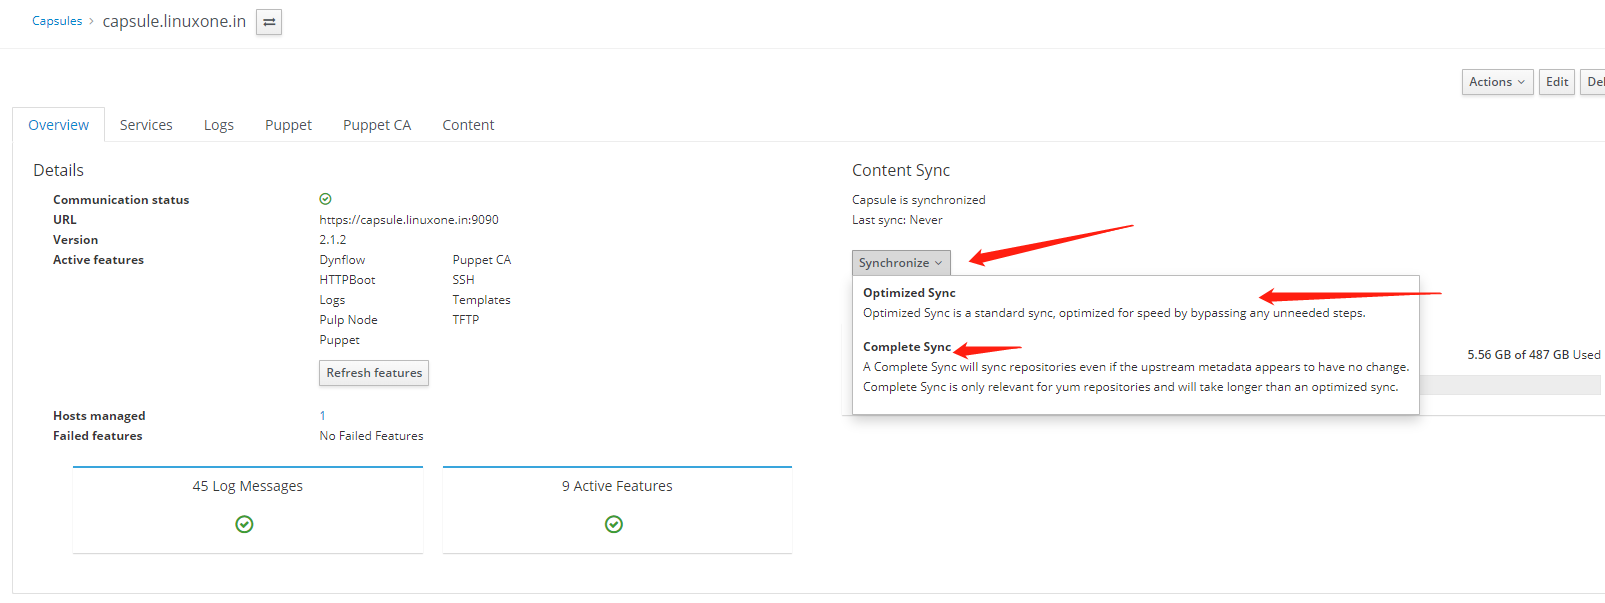 Capsules > capsule.linuxone.in
Actions Edit Del
Overview Services Logs Puppet Puppet CA Content
Details
Communication status
URL https://capsule.linuxone.in:9090
Version 2.1.2
Active features Dynflow Puppet CA
HTTPBoot SSH
Logs Templates
Pulp Node TFTP
Puppet
Refresh features
Hosts managed 1
Failed features No Failed Features
45 Log Messages
9 Active Features
Content Sync
Capsule is synchronized
Last sync: Never
Synchronize
Optimized Sync
Optimized Sync is a standard sync, optimized for speed by bypassing any unneeded steps.
Complete Sync
A Complete Sync will sync repositories even if the upstream metadata appears to have no change.
Complete Sync is only relevant for yum repositories and will take longer than an optimized sync.
5.56 GB of 487 GB Used